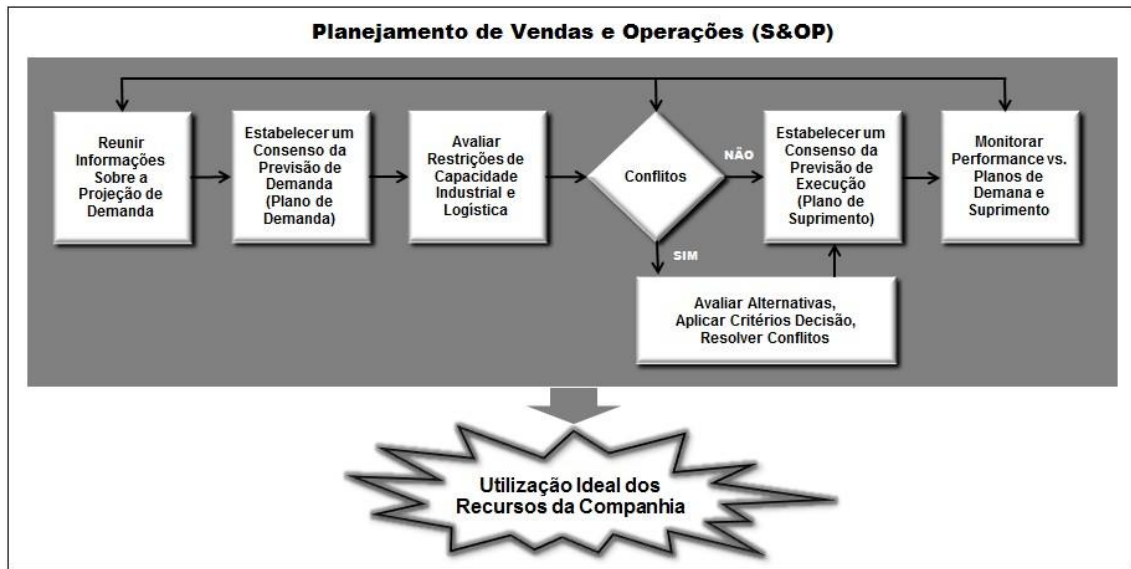 Planejamento de Vendas e Operações (S&OP)
Reunir
Informações
Sobre a
Projeção de
Demanda
Estabelecer um
Consenso da
Previsão de
Demanda
(Plano de
Demanda)
Avaliar
Restrições de
Capacidade
Industrial e
Logística
Conflitos
NÃO
SIM
Estabelecer um
Consenso da
Previsão de
Execução
(Plano de
Suprimento)
Monitorar
Performance vs.
Planos de
Demana e
Suprimento
Avaliar Alternativas,
Aplicar Critérios Decisão,
Resolver Conflitos
Utilização Ideal dos
Recursos da Companhia